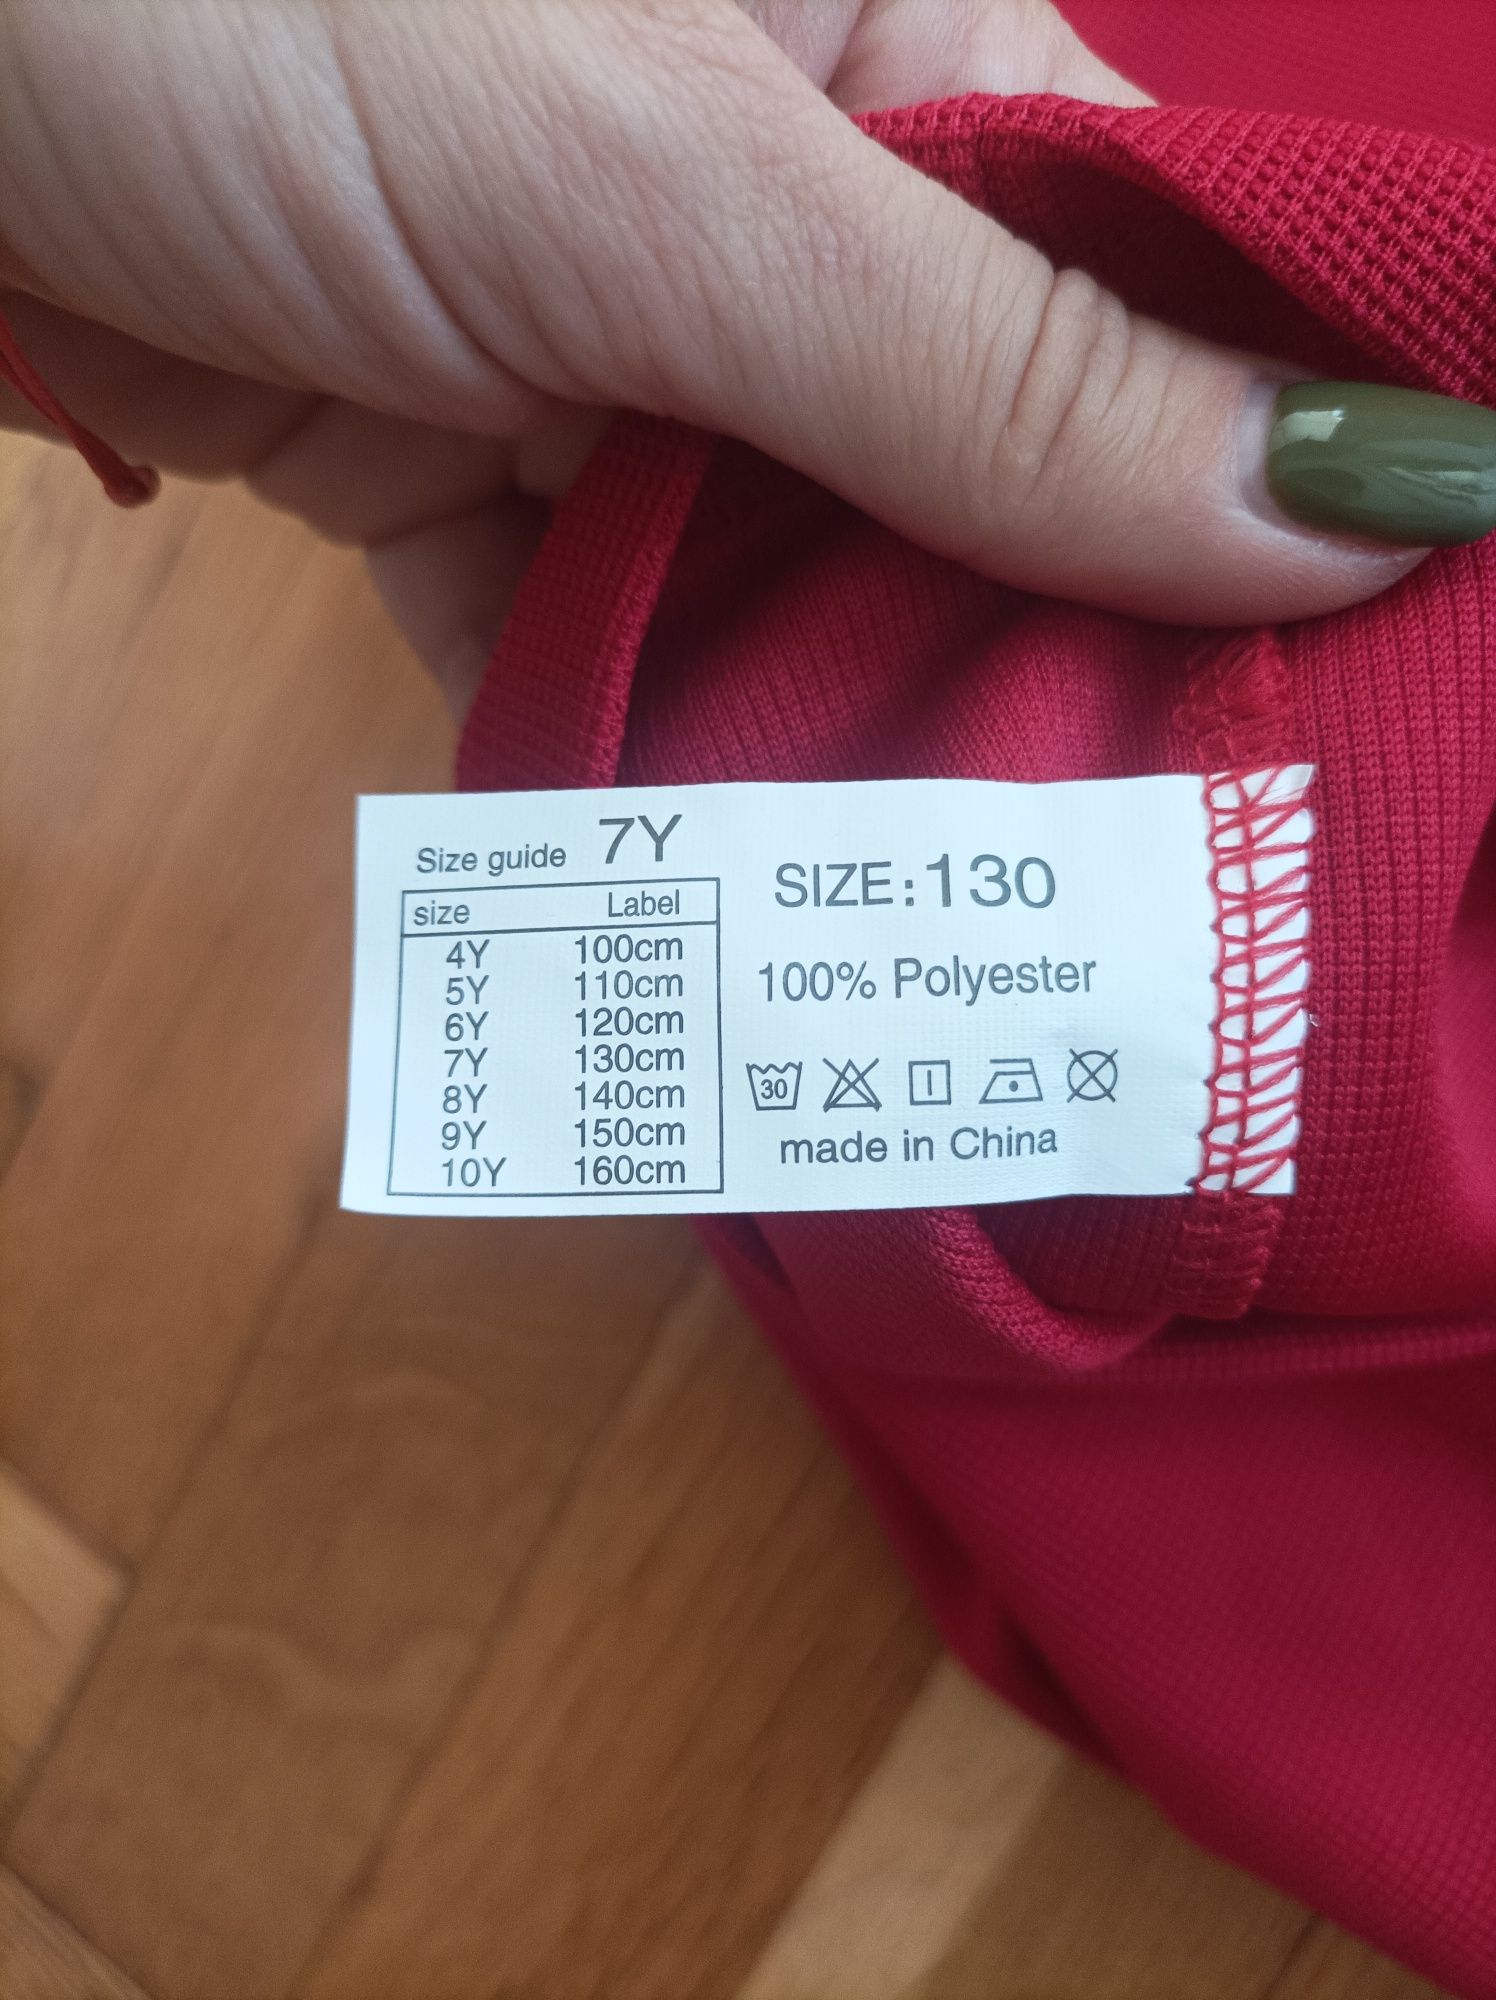 Size guide 7Y
size Label
4Y 100cm
5Y 110cm
6Y 120cm
7Y 130cm
8Y 140cm
9Y 150cm
10Y 160cm
SIZE:130
100% Polyester
30
made in China